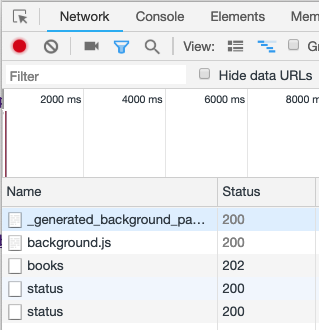 Network Console Elements Mem
View: Gr
Filter Hide data URLs
2000 ms 4000 ms 6000 ms 8000 m
Name Status
_generated_background_pa… 200
background.js 200
books 202
status 200
status 200